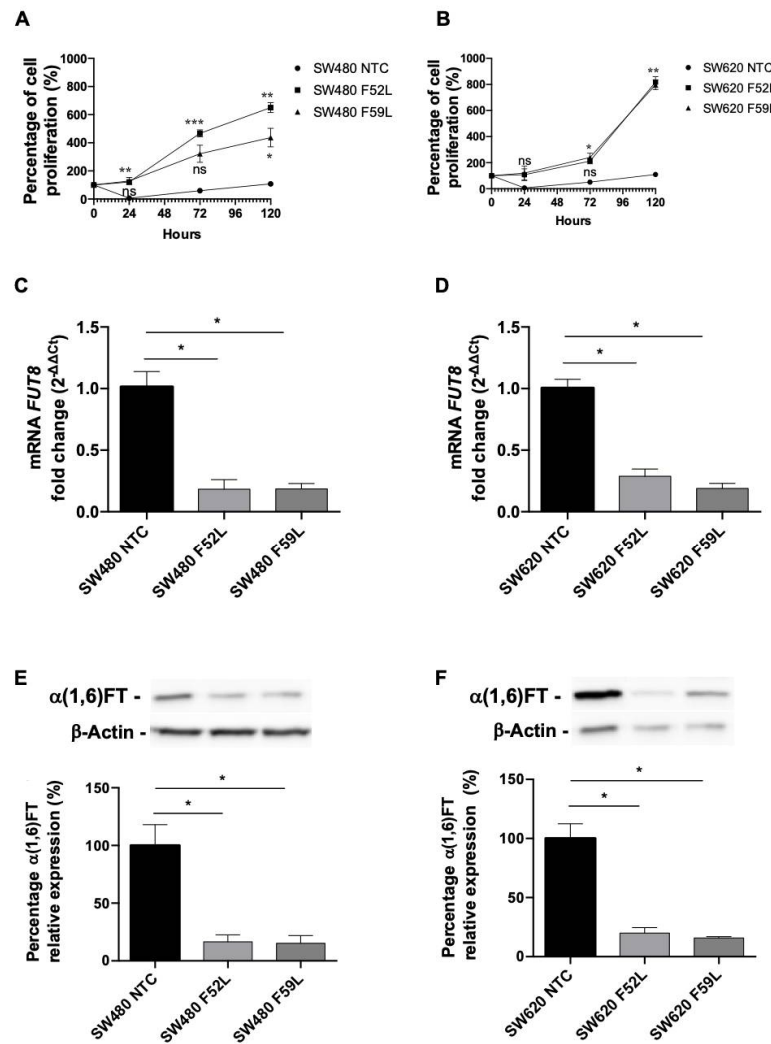 A
Percentage of cell
proliferation (%)
1000
800
600
400
200
0
0 24 48 72 96 120
Hours
**
ns
***
ns
**
*
SW480 NTC
SW480 F52L
SW480 F59L
B
Percentage of cell
proliferation (%)
1000
800
600
400
200
0
0 24 48 72 96 120
Hours
ns
*
ns
**
SW620 NTC
SW620 F52L
SW620 F59L
C
mRNA FUT8
fold change (2-ΔΔCt)
1.5
1.0
0.5
0.0
*
*
SW480 NTC
SW480 F52L
SW480 F59L
D
mRNA FUT8
fold change (2-ΔΔCt)
1.5
1.0
0.5
0.0
*
*
SW620 NTC
SW620 F52L
SW620 F59L
E
α(1,6)FT -
β-Actin -
Percentage α(1,6)FT
relative expression (%)
150
100
50
0
*
*
SW480 NTC
SW480 F52L
SW480 F59L
F
α(1,6)FT -
β-Actin -
Percentage α(1,6)FT
relative expression (%)
150
100
50
0
*
*
SW620 NTC
SW620 F52L
SW620 F59L